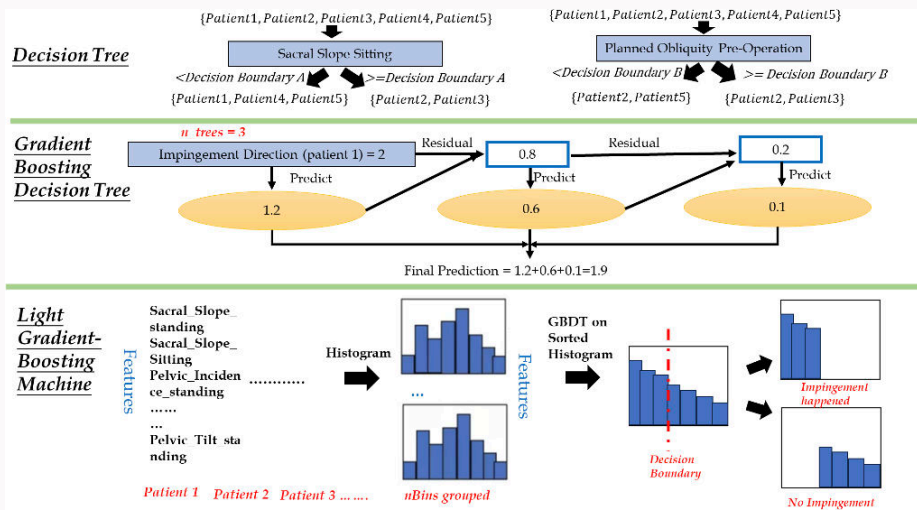 {Patient1, Patient2, Patient3, Patient4, Patient5}
{Patient1, Patient2, Patient3, Patient4, Patient5}
Decision Tree
Sacral Slope Sitting
Planned Obliquity Pre-Operation
<Decision Boundary A
>=Decision Boundary A
<Decision Boundary B
>= Decision Boundary B
{Patient1, Patient4, Patient5}
{Patient2, Patient3}
{Patient2, Patient5}
{Patient2, Patient3}
Gradient
Boosting
Decision Tree
n_trees = 3
Impingement Direction (patient 1) = 2
Residual
0.8
Residual
0.2
Predict
Predict
Predict
1.2
0.6
0.1
Final Prediction = 1.2+0.6+0.1=1.9
Light
Gradient-
Boosting
Machine
Features
Sacral_Slope_
standing
Sacral_Slope_
Sitting
Pelvic_Inciden
ce_standing
............
......
...
Pelvic_Tilt_sta
nding
Patient 1
Patient 2
Patient 3 .......
Histogram
...
nBins grouped
Features
GBDT on
Sorted
Histogram
Decision
Boundary
Impingement
happened
No Impingement